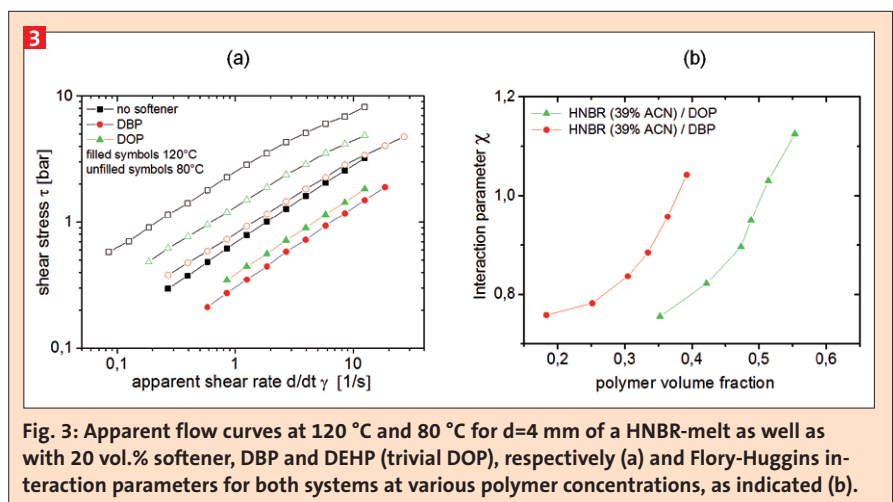 3
(a)
(b)
no softener
DBP
DOP
filled symbols 120°C
unfilled symbols 80°C
shear stress τ [bar]
10
1
0,1
0,1
1
10
apparent shear rate d/dt γ [1/s]
HNBR (39% ACN) / DOP
HNBR (39% ACN) / DBP
Interaction parameter χ
1,2
1,0
0,8
0,2
0,3
0,4
0,5
0,6
polymer volume fraction
Fig. 3: Apparent flow curves at 120 °C and 80 °C for d=4 mm of a HNBR-melt as well as
with 20 vol.% softener, DBP and DEHP (trivial DOP), respectively (a) and Flory-Huggins in-
teraction parameters for both systems at various polymer concentrations, as indicated (b).